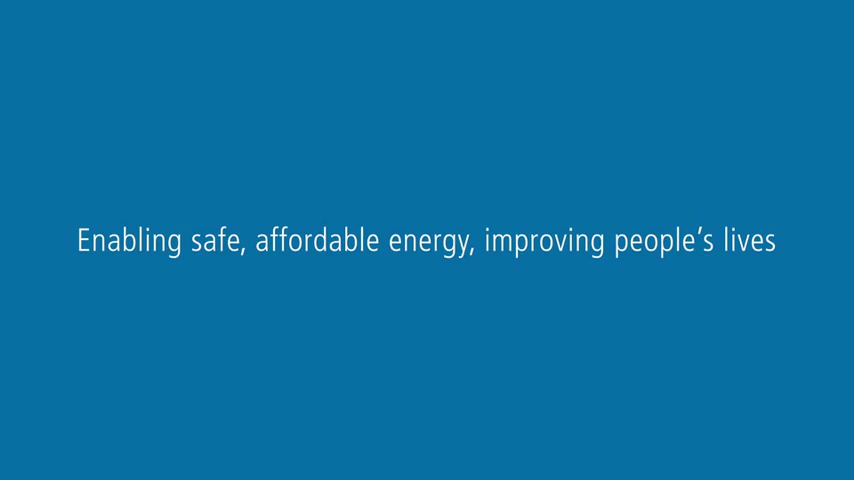 Enabling safe, affordable energy, improving people’s lives